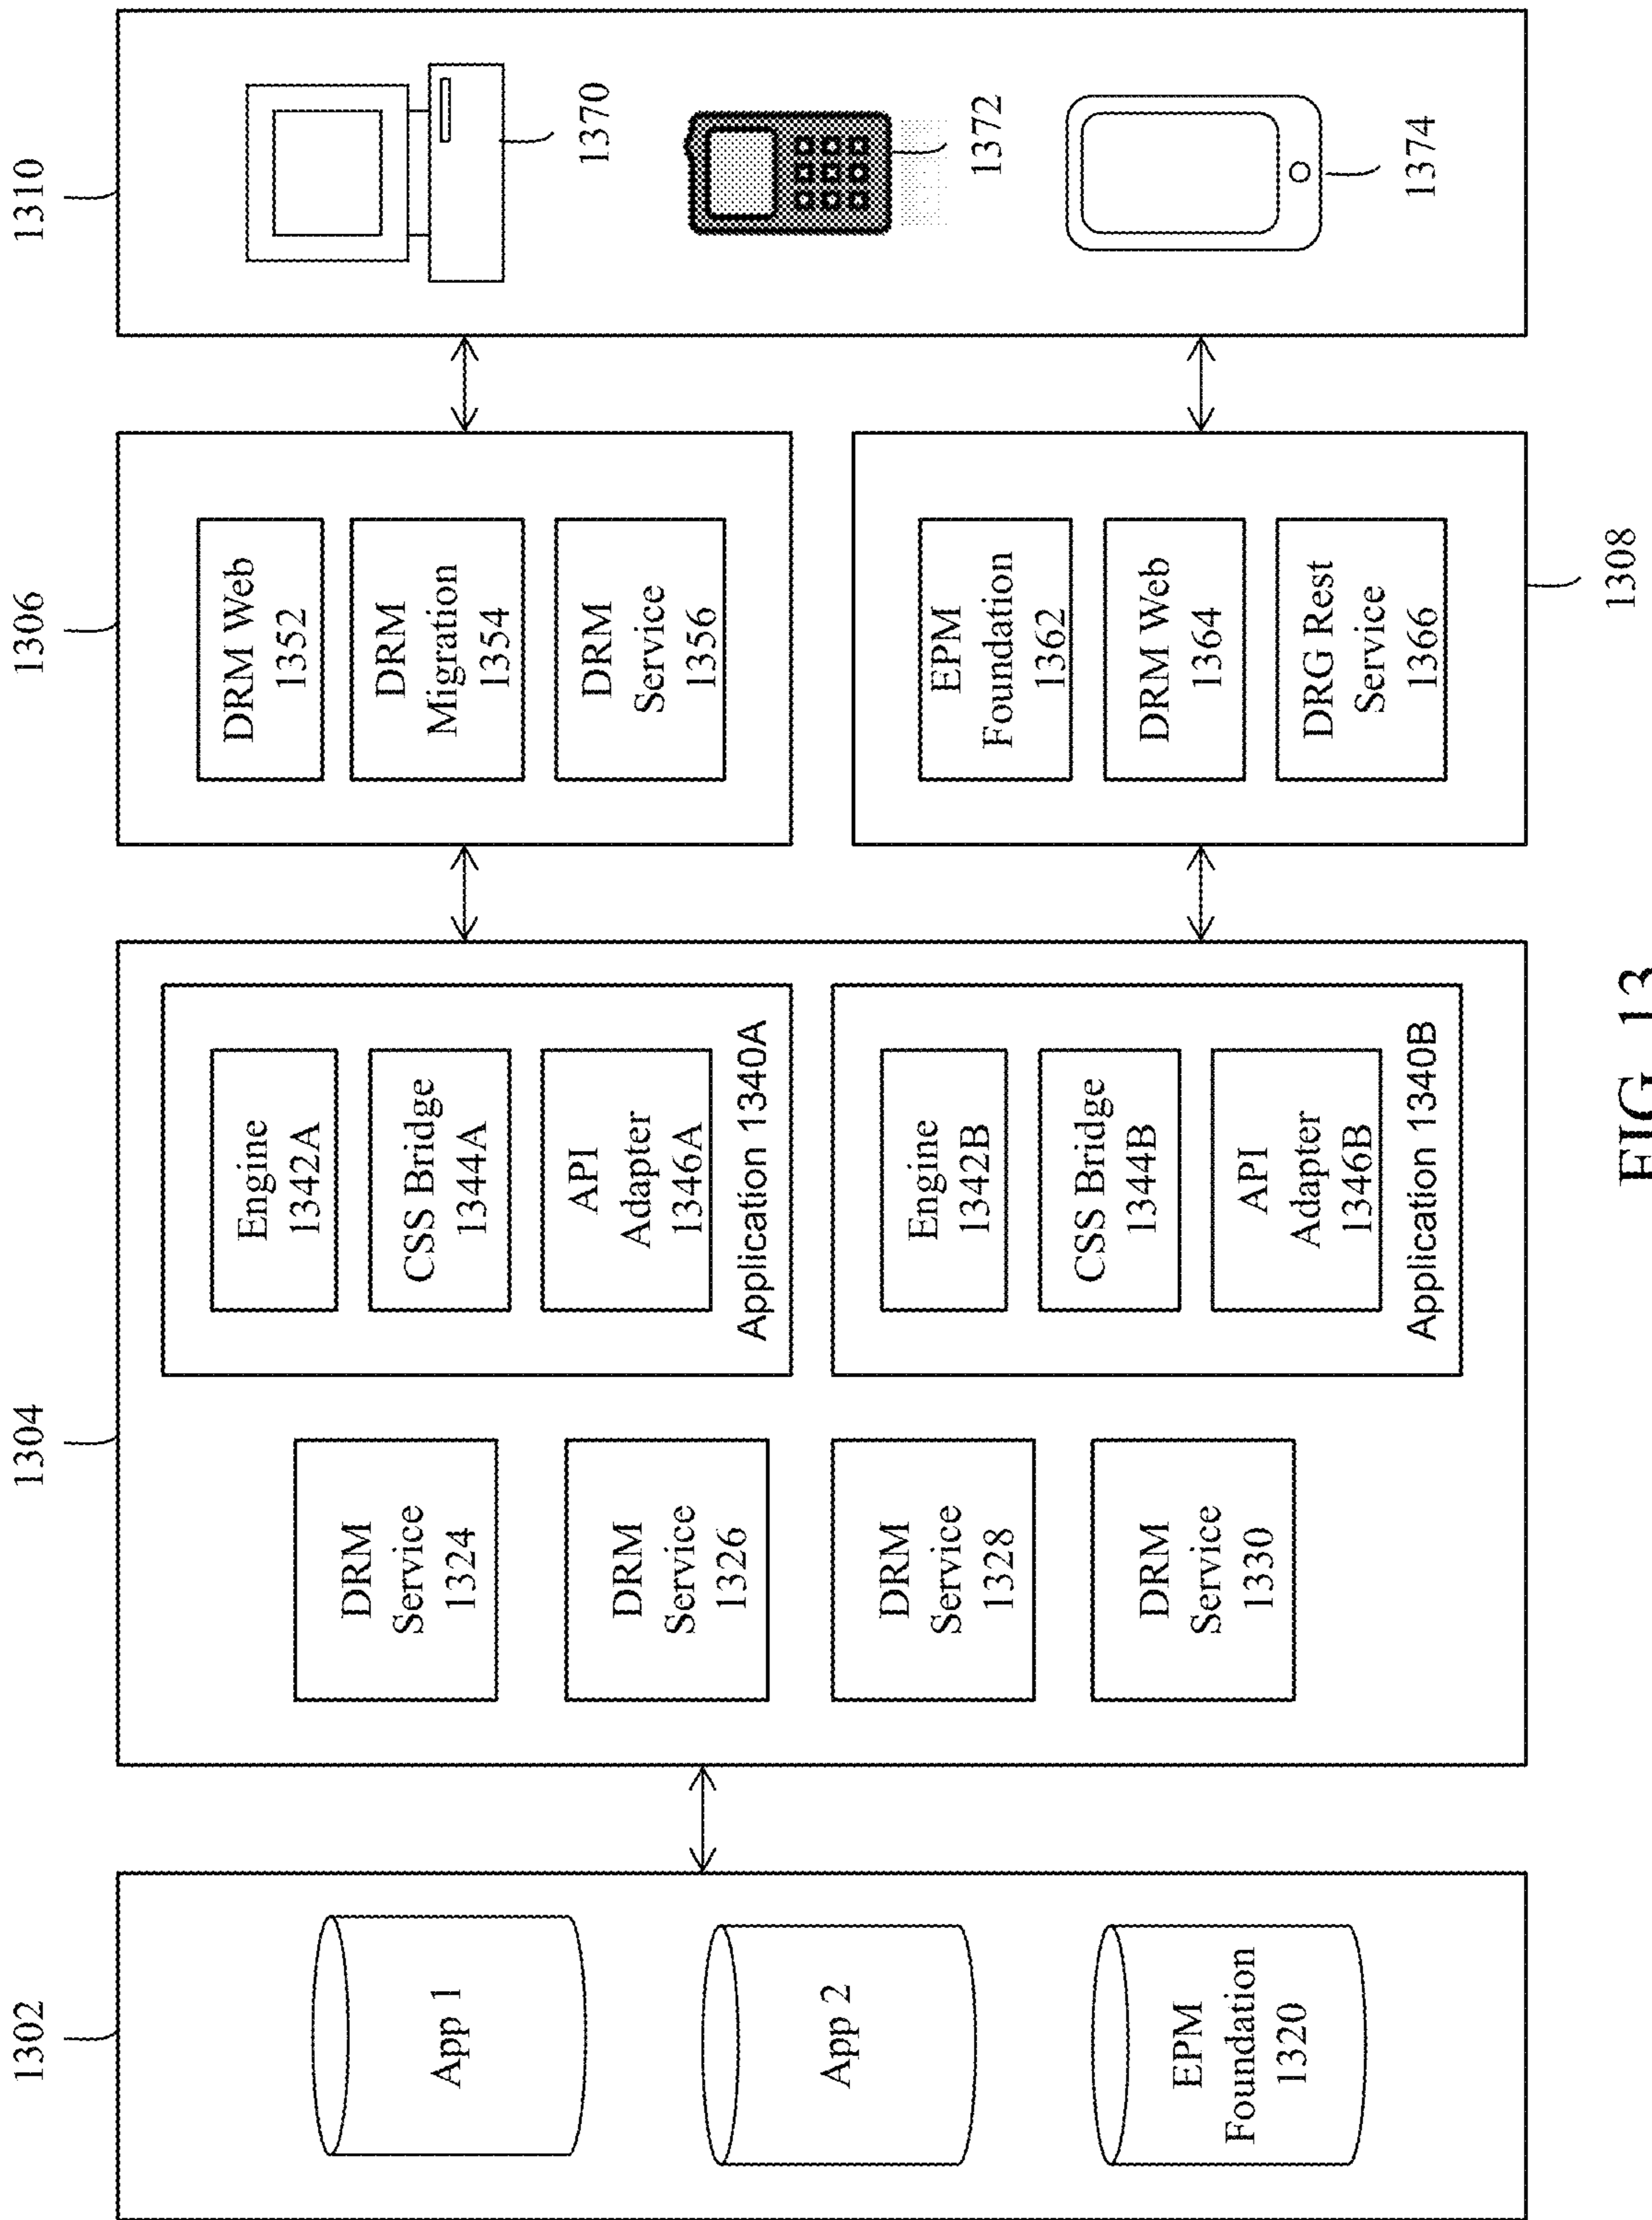 1302
App 1
App 2
EPM
Foundation
1320
1304
DRM
Service
1324
DRM
Service
1326
DRM
Service
1328
DRM
Service
1330
Engine
1342A
CSS Bridge
1344A
API
Adapter
1346A
Application 1340A
Engine
1342B
CSS Bridge
1344B
API
Adapter
1346B
Application 1340B
1306
DRM Web
1352
DRM
Migration
1354
DRM
Service
1356
EPM
Foundation
1362
DRM Web
1364
DRG Rest
Service
1366
1308
1310
1370
1372
1374
FIG. 13